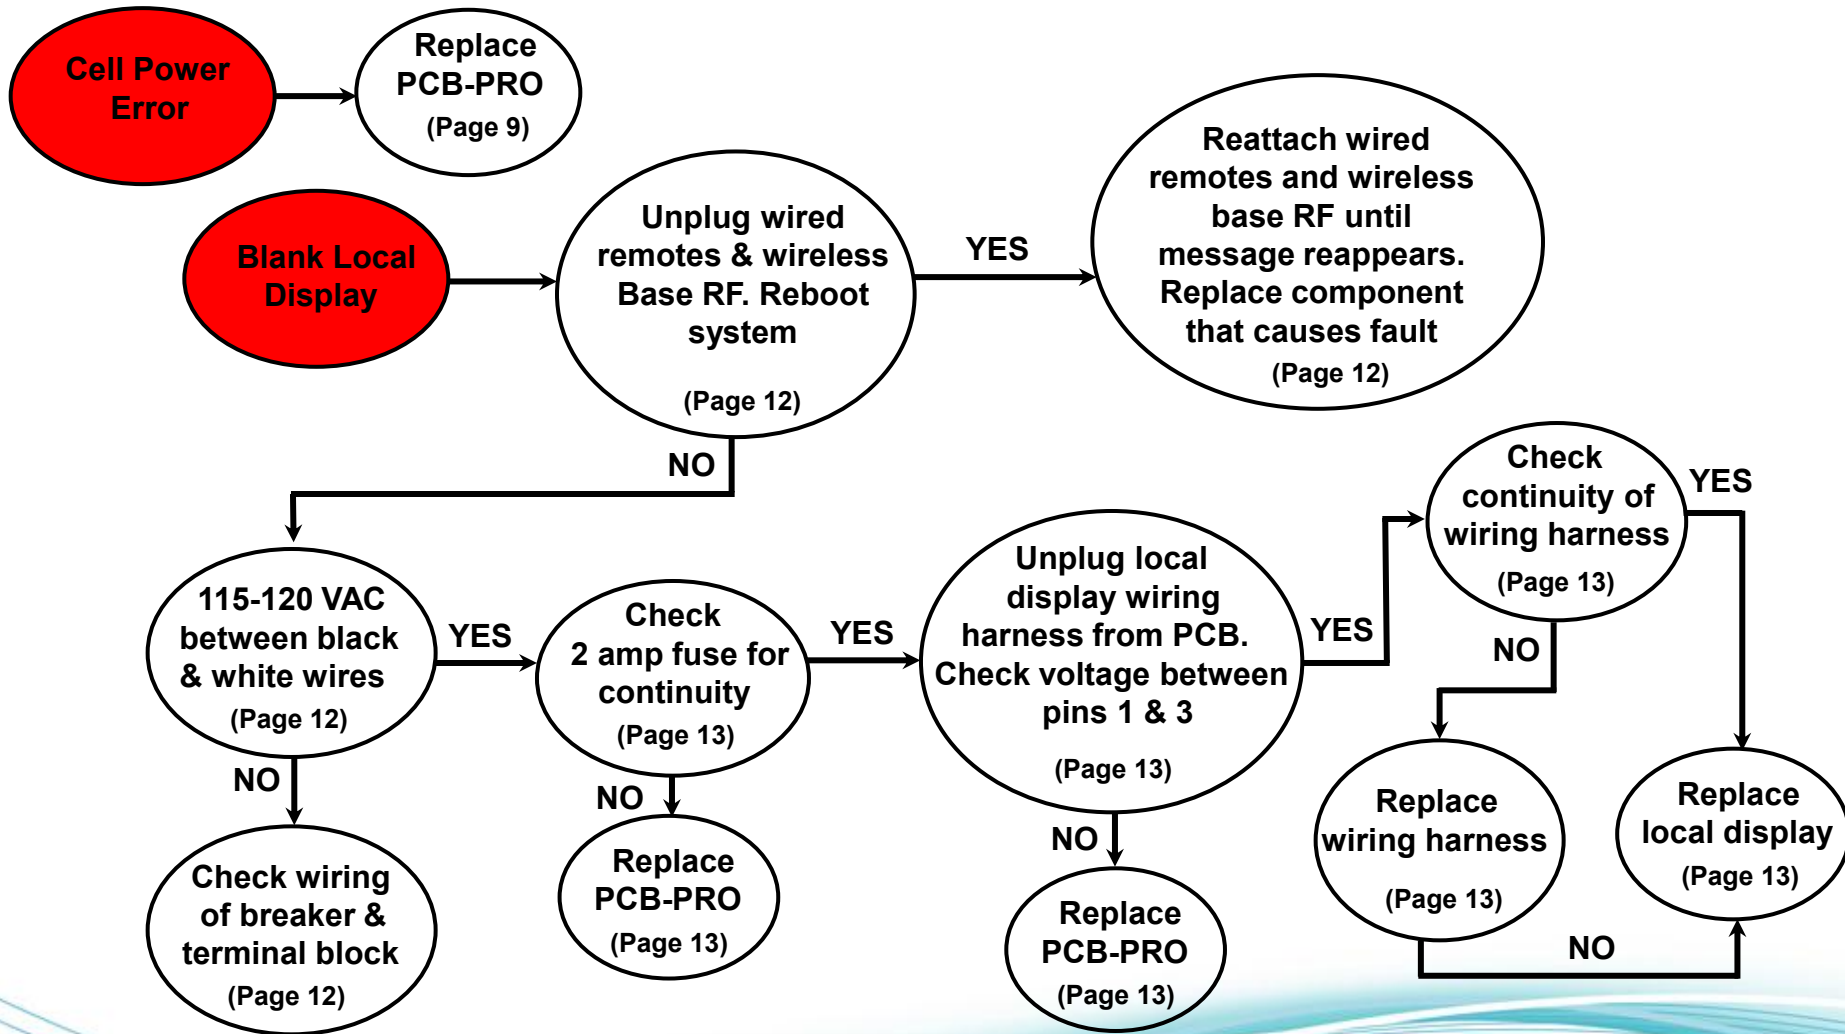 Cell Power
Error
Replace
PCB-PRO
(Page 9)
Blank Local
Display
Unplug wired
remotes & wireless
Base RF. Reboot
system
(Page 12)
YES
Reattach wired
remotes and wireless
base RF until
message reappears.
Replace component
that causes fault
(Page 12)
NO
115-120 VAC
between black
& white wires
(Page 12)
YES
Check
2 amp fuse for
continuity
(Page 13)
YES
Unplug local
display wiring
harness from PCB.
Check voltage between
pins 1 & 3
(Page 13)
YES
Check
continuity of
wiring harness
(Page 13)
YES
NO
NO
Check wiring
of breaker &
terminal block
(Page 12)
NO
Replace
PCB-PRO
(Page 13)
NO
Replace
PCB-PRO
(Page 13)
Replace
wiring harness
(Page 13)
NO
Replace
local display
(Page 13)